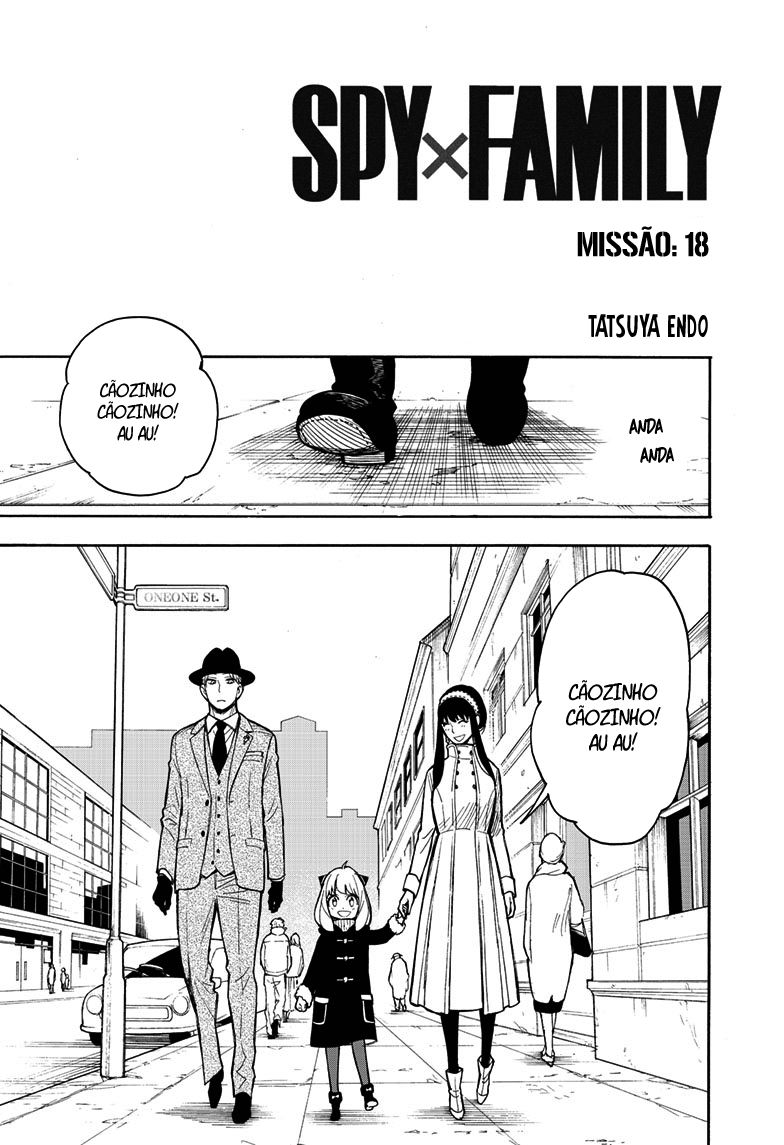 SPY×FAMILY
MISSÃO: 18
TATSUYA ENDO
CÃOZINHO
CÃOZINHO!
AU AU!
ANDA
ANDA
ONEONE St.
CÃOZINHO
CÃOZINHO!
AU AU!